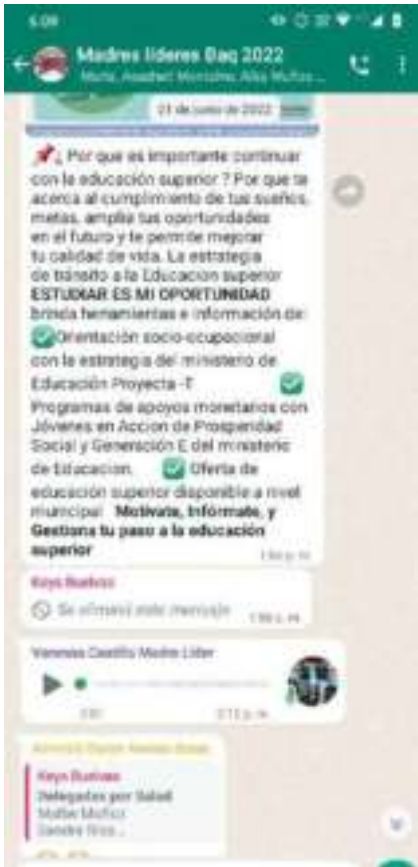 6:09
Madres líderes Baq 2022
21 de junio de 2022
¿ Por que es importante continuar
con la educación superior ? Por que te
acerca al cumplimiento de tus sueños,
metas, amplia tus oportunidades
en el futuro y te permite mejorar
tu calidad de vida. La estrategia
de tránsito a la Educacion superior
ESTUDIAR ES MI OPORTUNIDAD
brinda herramientas e información de:
✅Orientación socio-ocupacional
con la estrategia del ministerio de
Educación Proyecta -T ✅
Programas de apoyos monetarios con
Jóvenes en Accion de Prosperidad
Social y Generación E del ministerio
de Educacion. ✅ Oferta de
educación superior disponible a nivel
municipal Motivate, Infórmate, y
Gestiona tu paso a la educación
superior
Keys Buelvas
Se eliminó este mensaje
Vanessa Castillo Madre Lider
Keys Buelvas
Delegadas por Salud